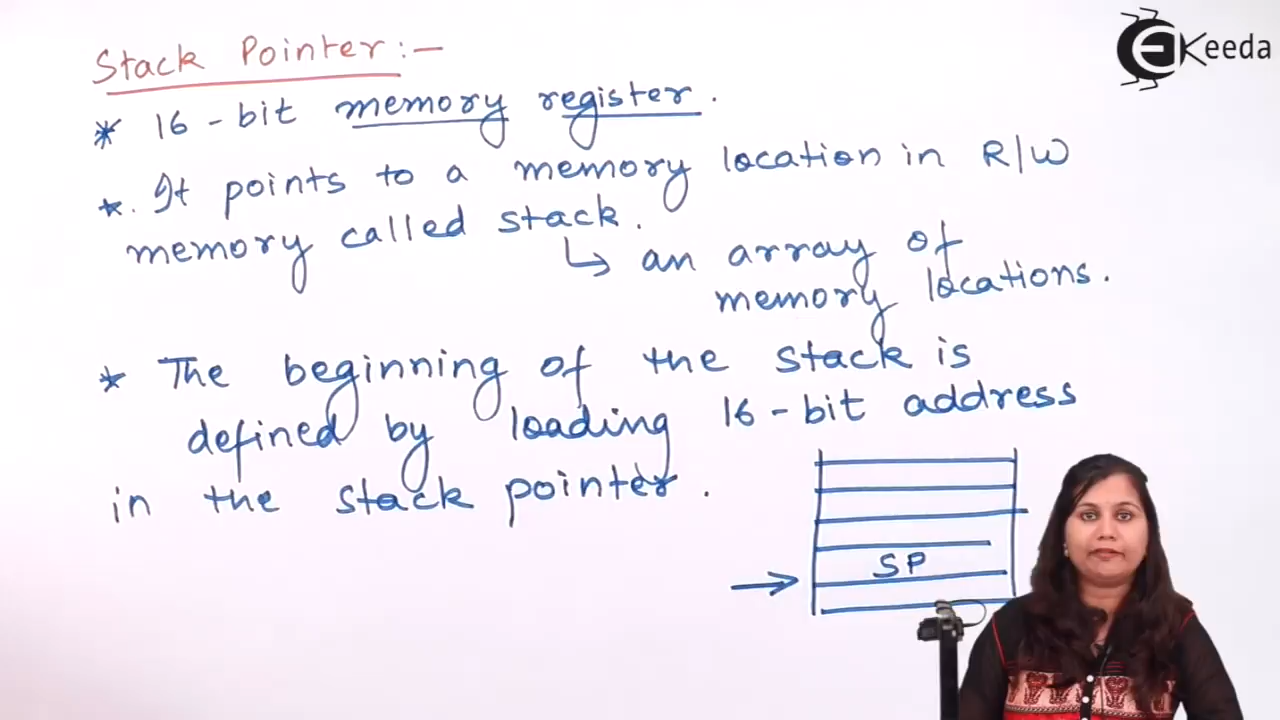 Stack Pointer :-
* 16-bit memory register.
*. It points to a memory location in R/W
memory called stack.
↳ an array of
memory locations.
* The beginning of the stack is
defined by loading 16-bit address
in the stack pointer.
SP
EKeeda